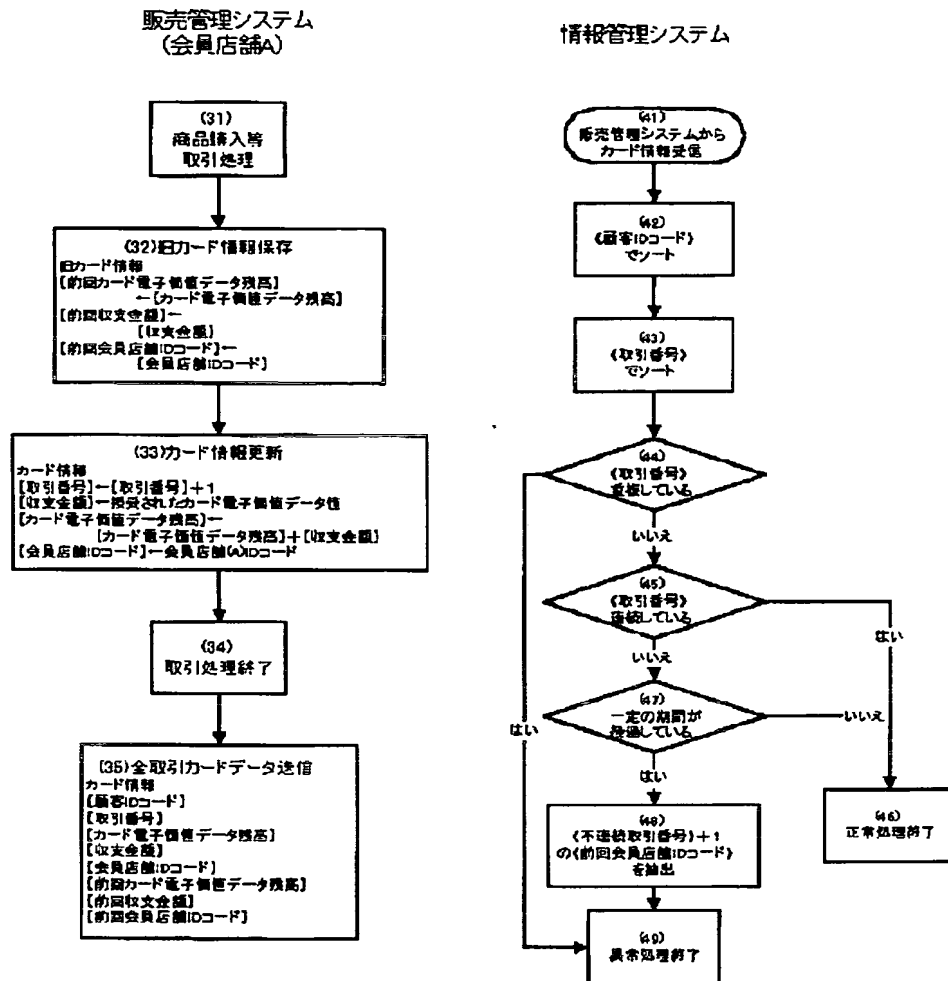 販売管理システム
(会員店舗A)
(31)
商品購入等
取引処理
(32)旧カード情報保存
旧カード情報
[前回カード電子価値データ残高]
←[カード電子価値データ残高]
[前回収支金額]←
[収支金額]
[前回会員店舗IDコード]←
[会員店舗IDコード]
(33)カード情報更新
カード情報
[取引番号]←[取引番号]+1
[収支金額]←授受されたカード電子価値データ値
[カード電子価値データ残高]←
[カード電子価値データ残高]+[収支金額]
[会員店舗IDコード]←会員店舗(A)IDコード
(34)
取引処理終了
(35)全取引カードデータ送信
カード情報
[顧客IDコード]
[取引番号]
[カード電子価値データ残高]
[収支金額]
[会員店舗IDコード]
[前回カード電子価値データ残高]
[前回収支金額]
[前回会員店舗IDコード]
情報管理システム
(41)
販売管理システムから
カード情報受信
(42)
《顧客IDコード》
でソート
(43)
《取引番号》
でソート
(44)
《取引番号》
重複している
いいえ
(45)
《取引番号》
連続している
はい
いいえ
(47)
一定の期間が
経過している
いいえ
はい
はい
(48)
《不連続取引番号》+1
の《前回会員店舗IDコード》
を抽出
(46)
正常処理終了
(49)
異常処理終了